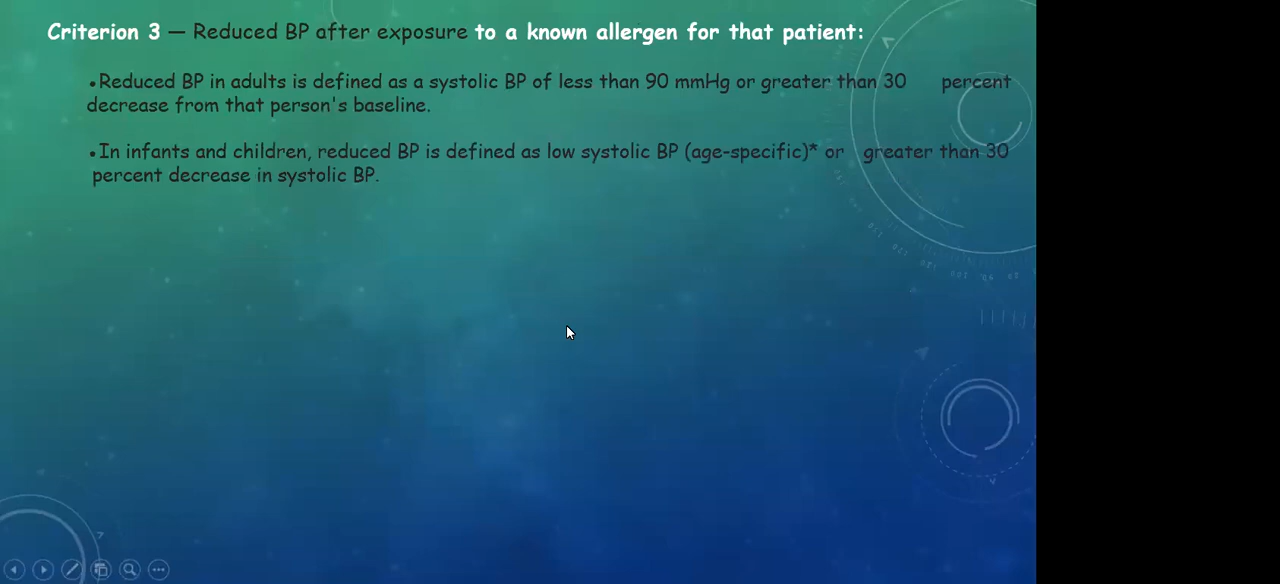 Criterion 3 — Reduced BP after exposure to a known allergen for that patient:
•Reduced BP in adults is defined as a systolic BP of less than 90 mmHg or greater than 30 percent
decrease from that person's baseline.
•In infants and children, reduced BP is defined as low systolic BP (age-specific)* or greater than 30
percent decrease in systolic BP.